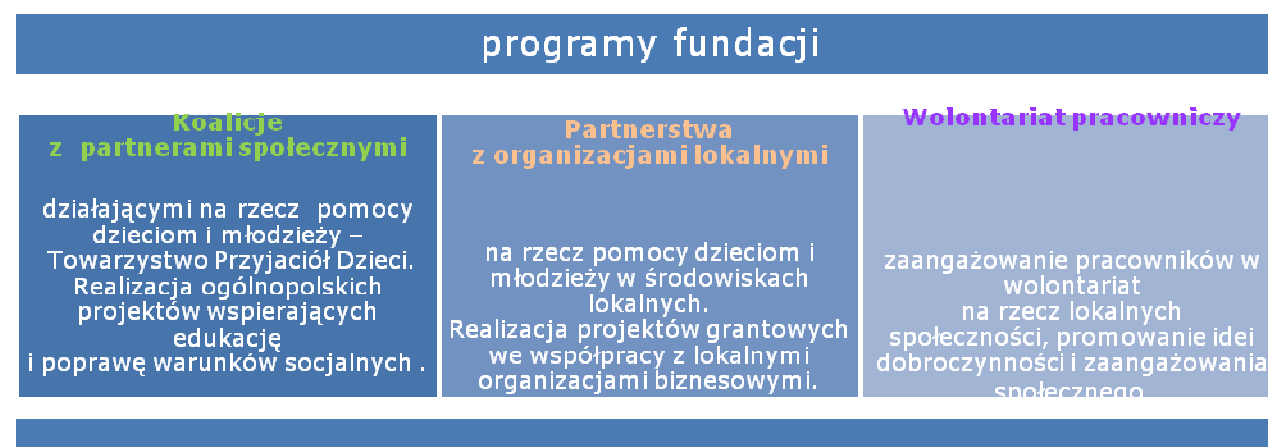 programy fundacji
Koalicje
z partnerami społecznymi
działającymi na rzecz pomocy
dzieciom i młodzieży –
Towarzystwo Przyjaciół Dzieci.
Realizacja ogólnopolskich
projektów wspierających
edukację
i poprawę warunków socjalnych .
Partnerstwa
z organizacjami lokalnymi
na rzecz pomocy dzieciom i
młodzieży w środowiskach
lokalnych.
Realizacja projektów grantowych
we współpracy z lokalnymi
organizacjami biznesowymi.
Wolontariat pracowniczy
zaangażowanie pracowników w
wolontariat
na rzecz lokalnych
społeczności, promowanie idei
dobroczynności i zaangażowania
społecznego